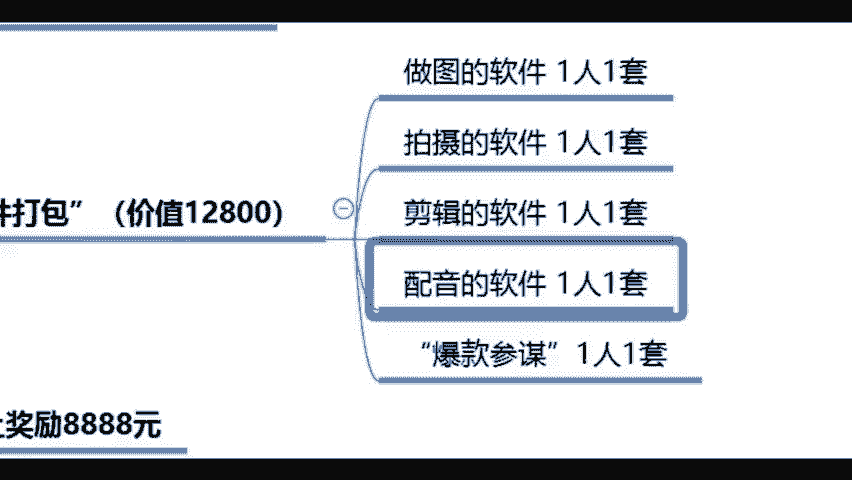 做图的软件 1人1套
拍摄的软件 1人1套
件打包”（价值12800）
剪辑的软件 1人1套
配音的软件 1人1套
“爆款参谋” 1人1套
奖励8888元